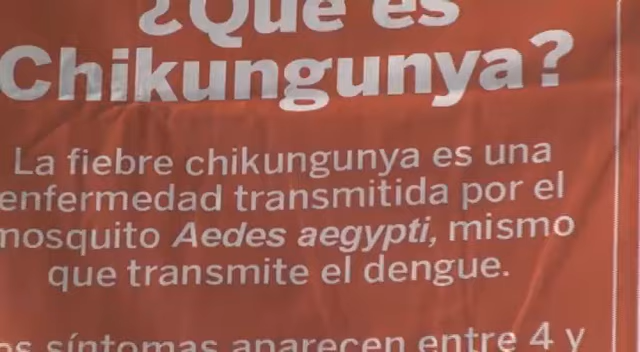 ¿Qué es
Chikungunya?
La fiebre chikungunya es una
enfermedad transmitida por el
mosquito Aedes aegypti, mismo
que transmite el dengue.
síntomas aparecen entre 4 y